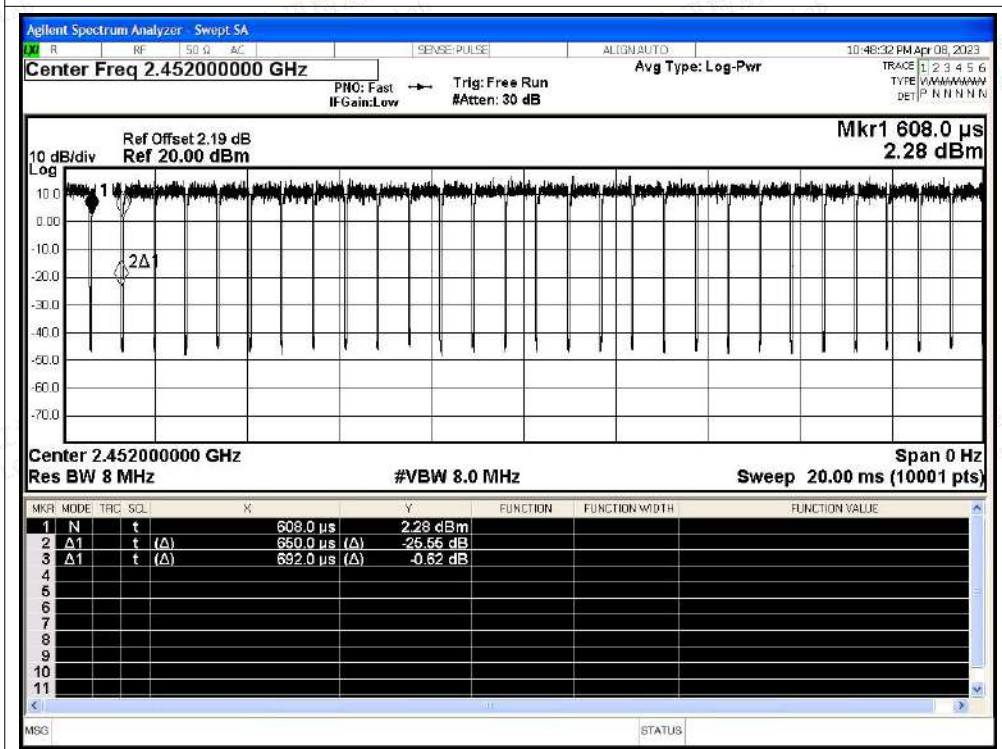 Agilent Spectrum Analyzer - Swept SA
LXI R RF 50 Ω AC SENSE:PULSE ALIGNAUTO 10:48:32 PM Apr 08, 2023
Center Freq 2.452000000 GHz
PNO: Fast
IFGain:Low
Trig: Free Run
#Atten: 30 dB
Avg Type: Log-Pwr
TRACE 1 2 3 4 5 6
TYPE
DET P N N N N N
Mkr1 608.0 µs
2.28 dBm
Ref Offset 2.19 dB
10 dB/div Ref 20.00 dBm
Log
10.0
0.00
-10.0
-20.0
-30.0
-40.0
-50.0
-60.0
-70.0
1
2Δ1
Center 2.452000000 GHz Span 0 Hz
Res BW 8 MHz #VBW 8.0 MHz Sweep 20.00 ms (10001 pts)
MKR MODE TRC SCL X Y FUNCTION FUNCTION WIDTH FUNCTION VALUE
1 N t 608.0 µs 2.28 dBm
2 Δ1 t (Δ) 650.0 µs (Δ) -25.55 dB
3 Δ1 t (Δ) 692.0 µs (Δ) -0.62 dB
4
5
6
7
8
9
10
11
MSG STATUS